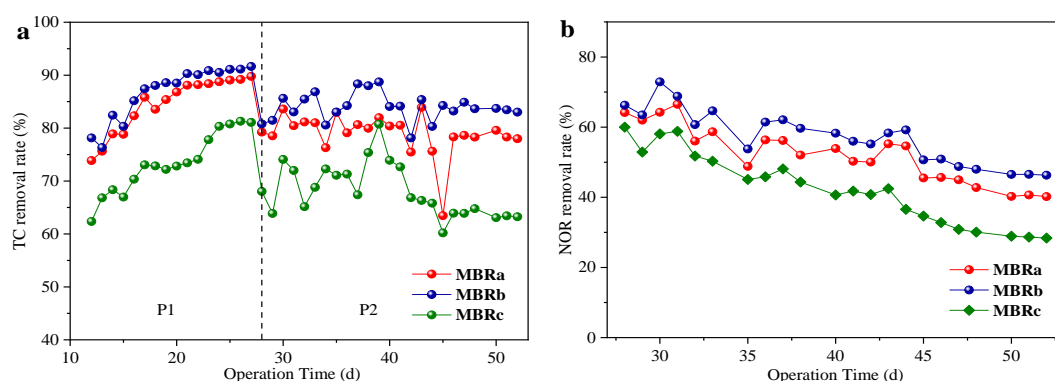 a
TC removal rate (%)
100
90
80
70
60
50
40
MBRa
MBRb
MBRc
P1
P2
10
20
30
40
50
Operation Time (d)
b
NOR removal rate (%)
80
60
40
20
0
MBRa
MBRb
MBRc
30
35
40
45
50
Operation Time (d)